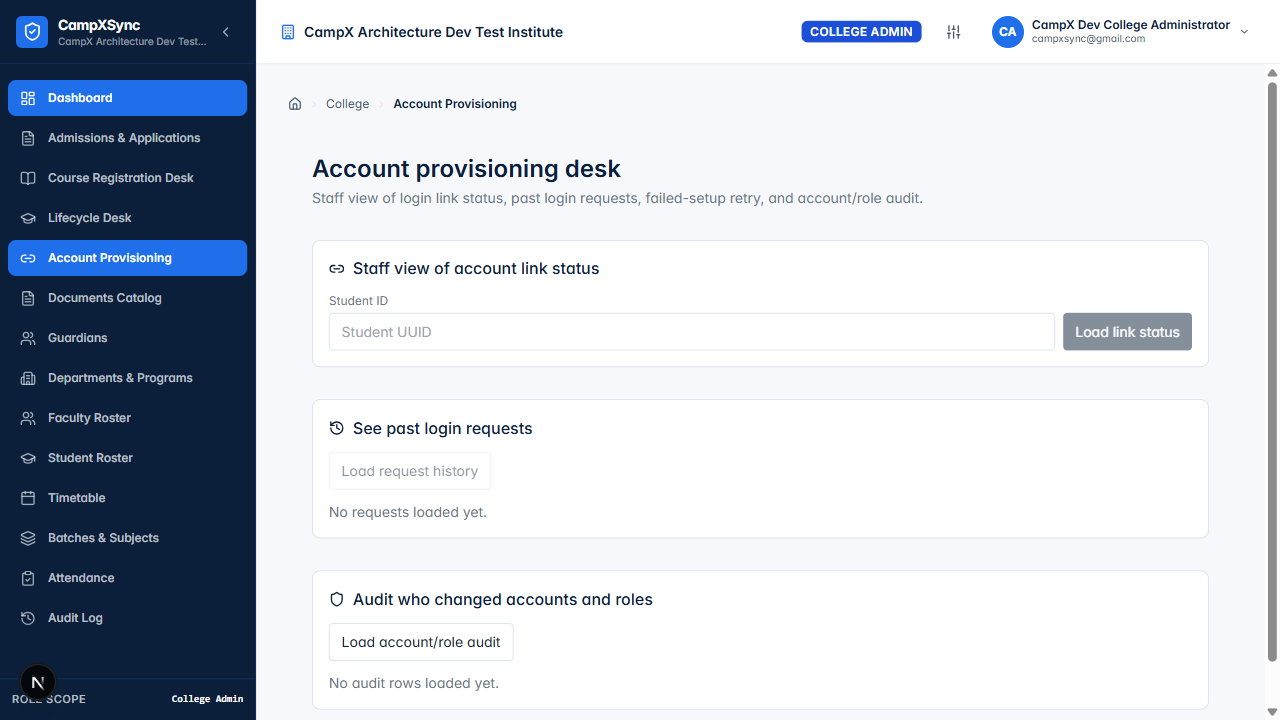 CampXSync
CampX Architecture Dev Test...
Dashboard
Admissions & Applications
Course Registration Desk
Lifecycle Desk
Account Provisioning
Documents Catalog
Guardians
Departments & Programs
Faculty Roster
Student Roster
Timetable
Batches & Subjects
Attendance
Audit Log
N
ROLE SCOPE
College Admin
CampX Architecture Dev Test Institute
COLLEGE ADMIN
CA
CampX Dev College Administrator
campxsync@gmail.com
College
Account Provisioning
Account provisioning desk
Staff view of login link status, past login requests, failed-setup retry, and account/role audit.
Staff view of account link status
Student ID
Student UUID
Load link status
See past login requests
Load request history
No requests loaded yet.
Audit who changed accounts and roles
Load account/role audit
No audit rows loaded yet.